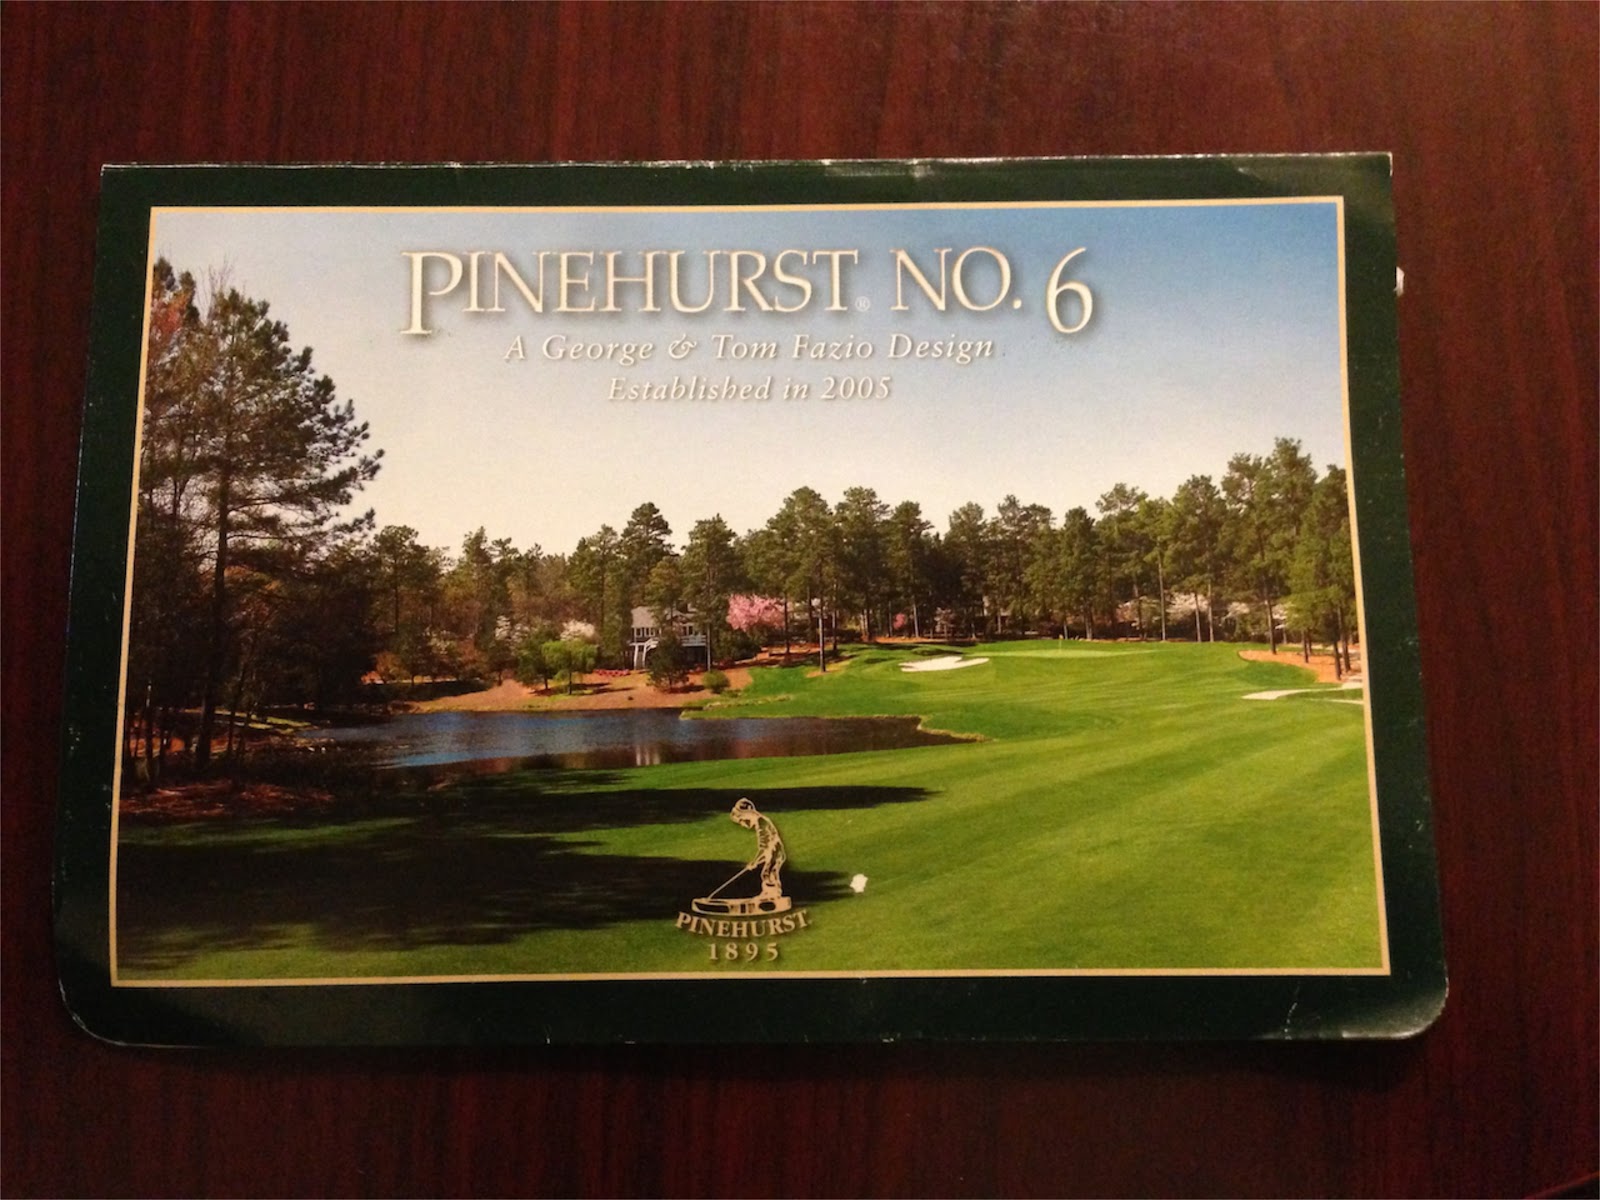 PINEHURST® NO. 6
A George & Tom Fazio Design
Established in 2005
PINEHURST
1895